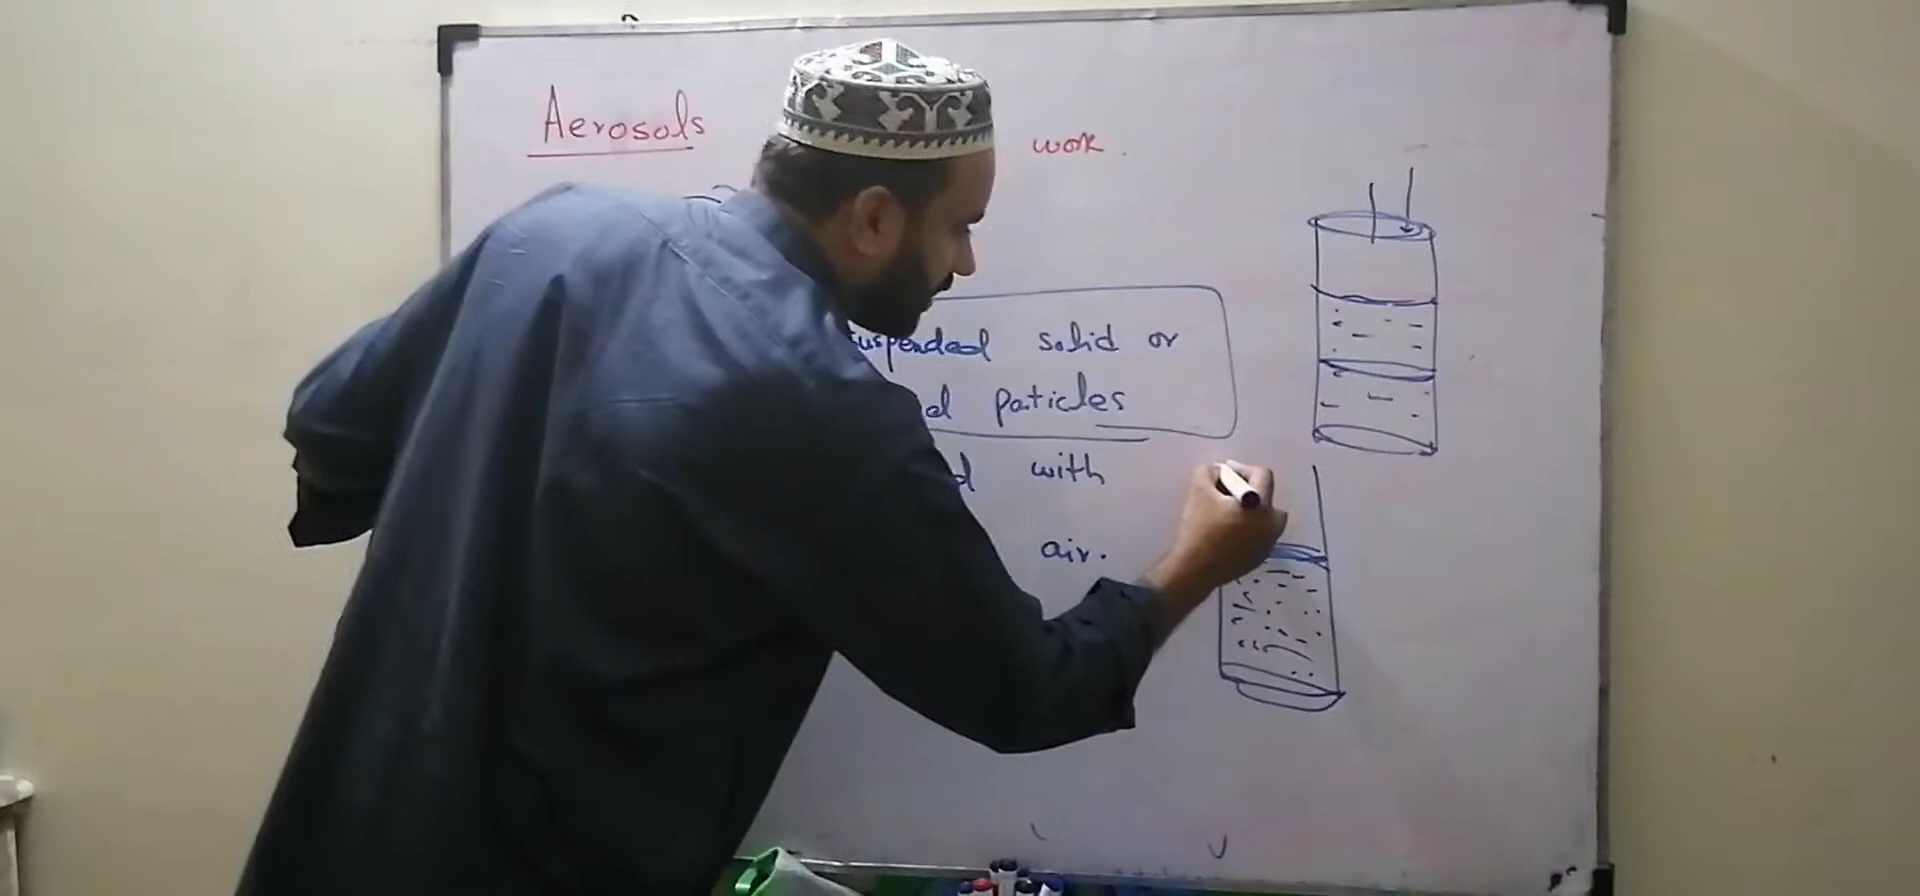 Aerosols work.
suspended solid or
paticles
with
air.